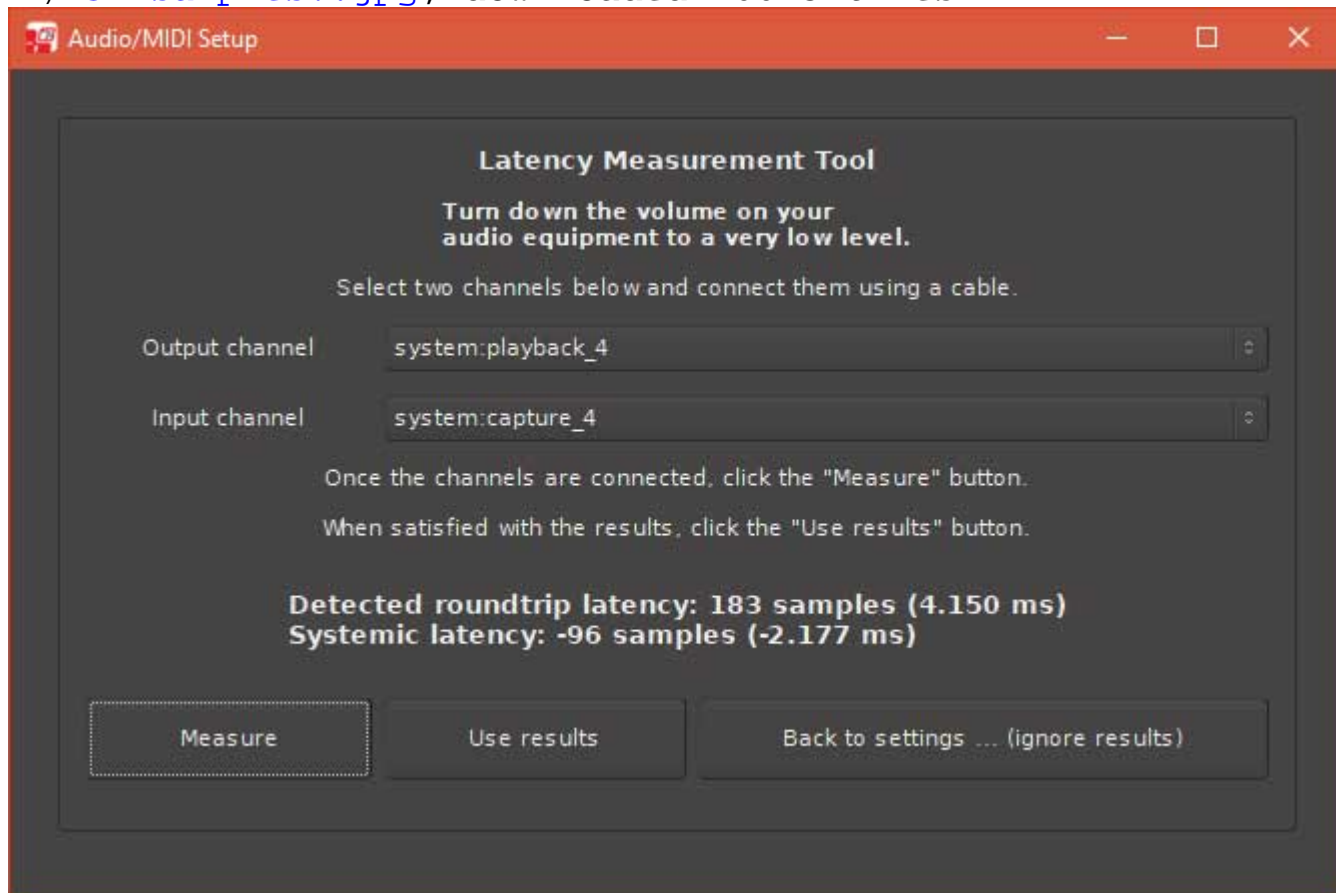 Audio/MIDI Setup
Latency Measurement Tool
Turn down the volume on your
audio equipment to a very low level.
Select two channels below and connect them using a cable.
Output channel system:playback_4
Input channel system:capture_4
Once the channels are connected, click the "Measure" button.
When satisfied with the results, click the "Use results" button.
Detected roundtrip latency: 183 samples (4.150 ms)
Systemic latency: -96 samples (-2.177 ms)
Measure Use results Back to settings ... (ignore results)